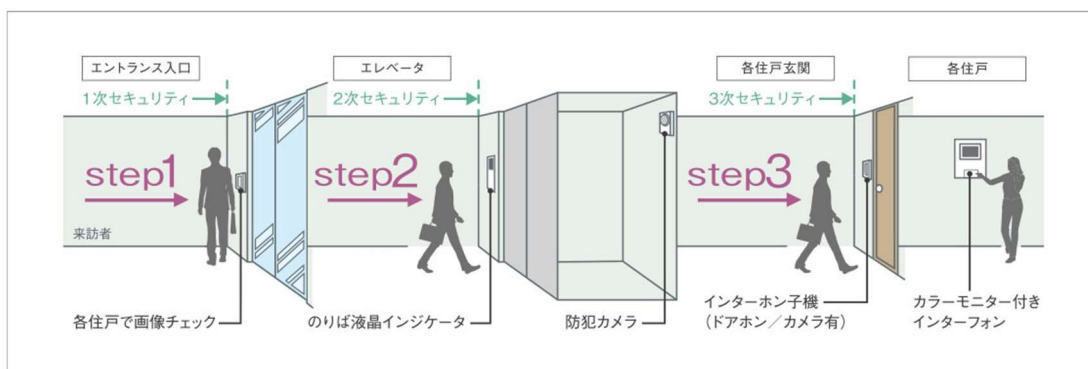 エントランス入口
1次セキュリティ
エレベータ
2次セキュリティ
各住戸玄関
3次セキュリティ
各住戸
step1
step2
step3
来訪者
各住戸で画像チェック
のりば液晶インジケータ
防犯カメラ
インターホン子機
（ドアホン／カメラ有）
カラーモニター付き
インターフォン